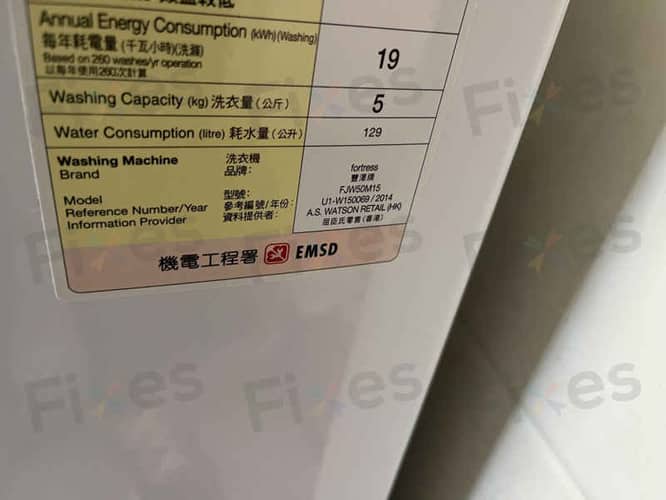 Annual Energy Consumption (kWh)(Washing)
每年耗電量 (千瓦小時)(洗滌)
Based on 260 washes/yr operation
以每年使用260次計算
19
Washing Capacity (kg) 洗衣量 (公斤)
5
Water Consumption (litre) 耗水量 (公升)
129
Washing Machine 洗衣機
Brand 品牌:
fortress
豐澤牌
Model 型號:
FJW50M15
Reference Number/Year 參考編號/年份:
U1-W150069 / 2014
Information Provider 資料提供者:
A.S. WATSON RETAIL (HK)
屈臣氏零售 (香港)
機電工程署 EMSD
Fixes
Fixes
Fixes
Fixes
Fixes
Fixes